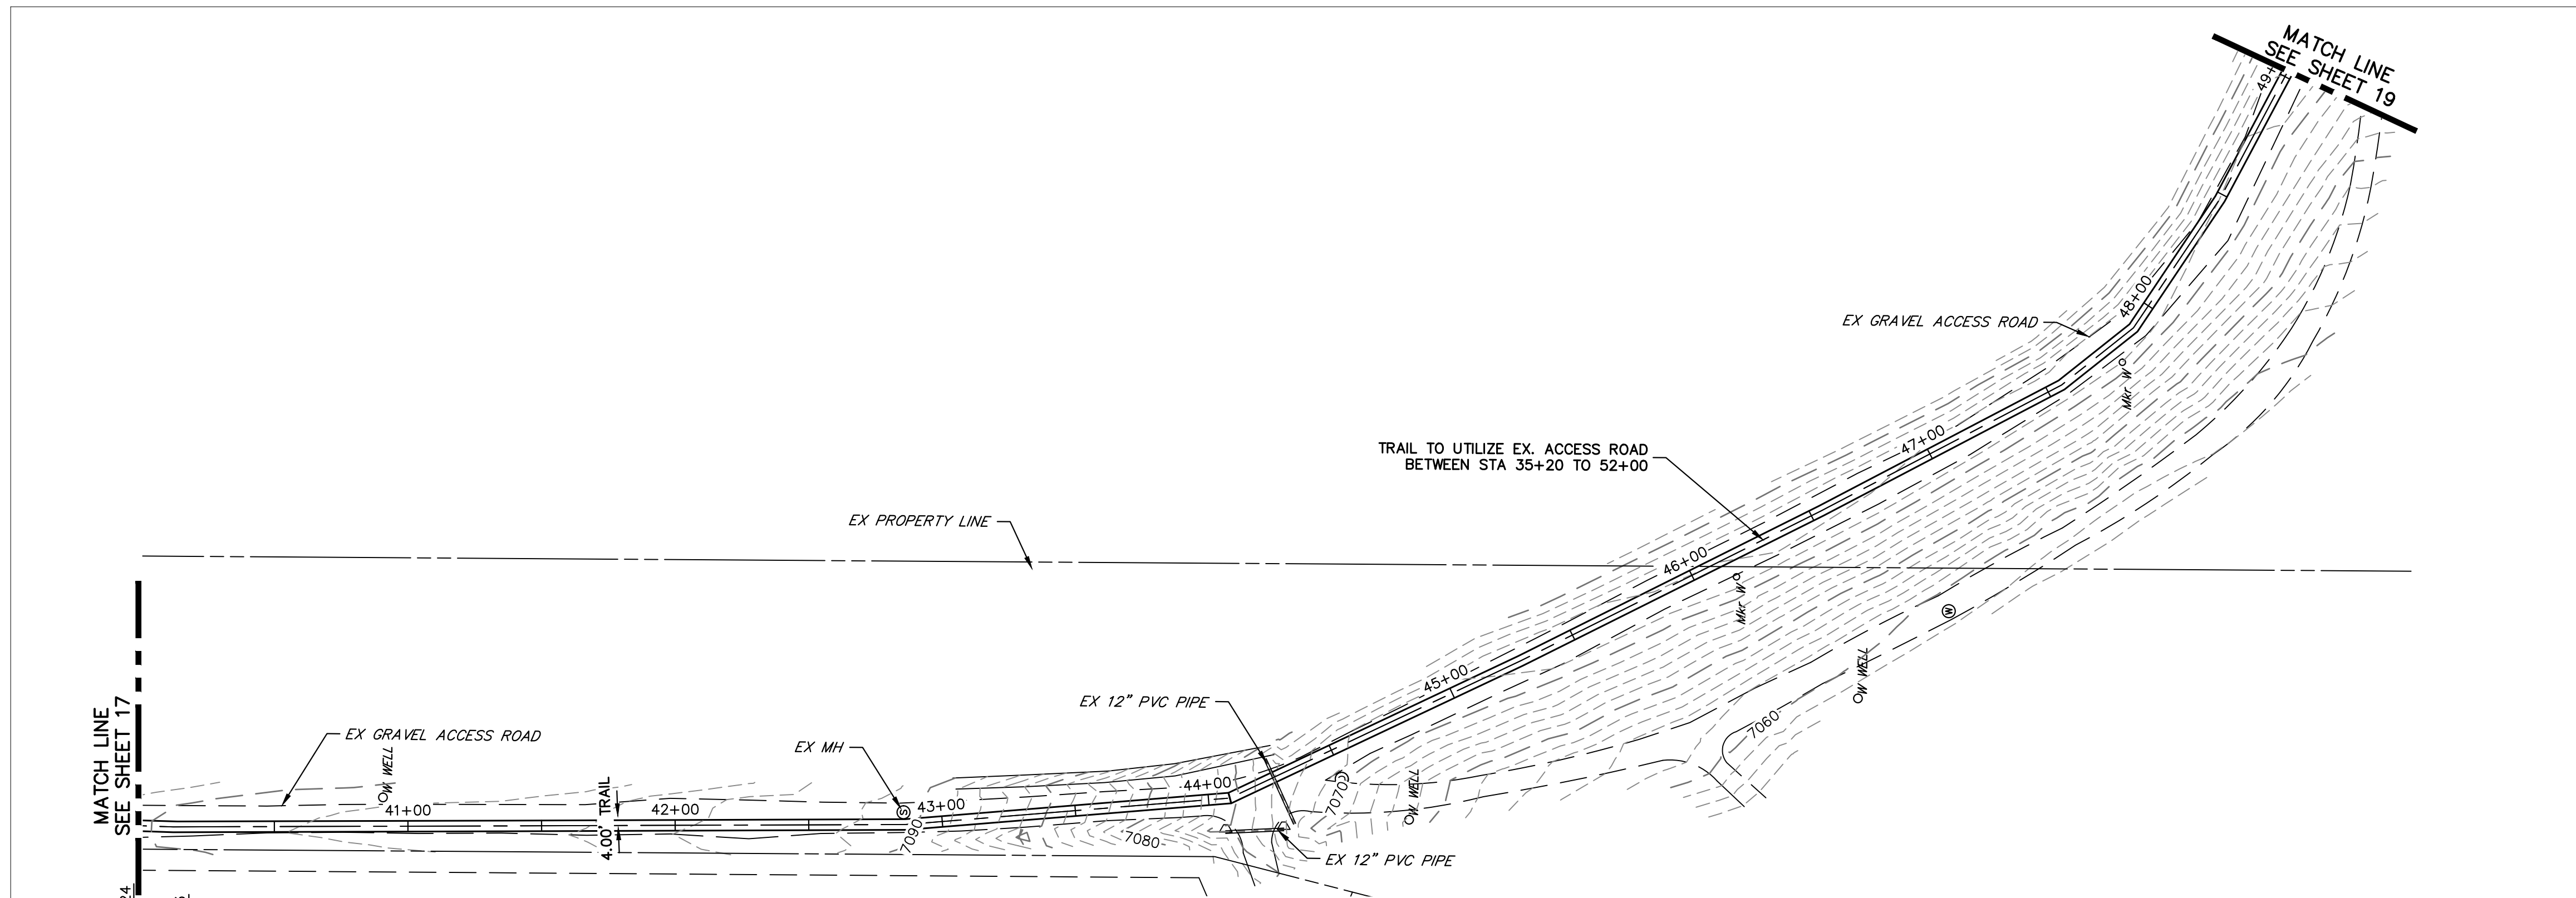 MATCH LINE
SEE SHEET 19
49+
48+00
EX GRAVEL ACCESS ROAD
Mkr W
47+00
TRAIL TO UTILIZE EX. ACCESS ROAD
BETWEEN STA 35+20 TO 52+00
EX PROPERTY LINE
46+00
Mkr W
W
W WELL
45+00
7060
EX 12" PVC PIPE
MATCH LINE
SEE SHEET 17
EX GRAVEL ACCESS ROAD
W WELL
EX MH
S
4.00' TRAIL
41+00
42+00
43+00
44+00
7090
7080
7070
W WELL
EX 12" PVC PIPE
24